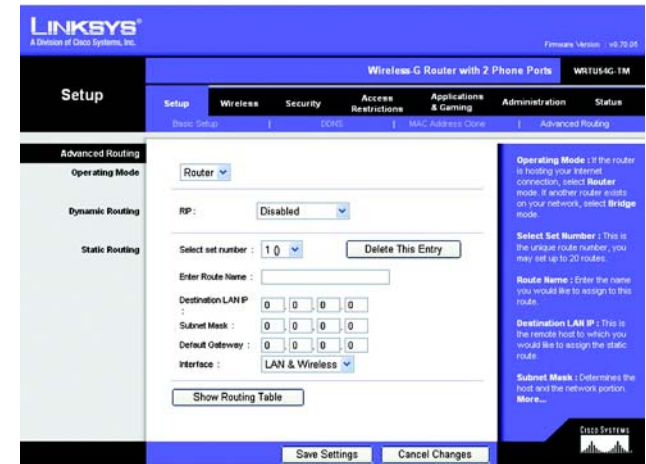 LINKSYS®
A Division of Cisco Systems, Inc.
Firmware Version : v0.70.05
Wireless-G Router with 2 Phone Ports WRTU54G-TM
Setup
Setup Wireless Security Access Restrictions Applications & Gaming Administration Status
Basic Setup | DDNS | MAC Address Clone | Advanced Routing
Advanced Routing
Operating Mode
Router
Dynamic Routing
RIP : Disabled
Static Routing
Select set number : 1 () Delete This Entry
Enter Route Name :
Destination LAN IP : 0 . 0 . 0 . 0
Subnet Mask : 0 . 0 . 0 . 0
Default Gateway : 0 . 0 . 0 . 0
Interface : LAN & Wireless
Show Routing Table
Save Settings Cancel Changes
Operating Mode : If the router
is hosting your Internet
connection, select Router
mode. If another router exists
on your network, select Bridge
mode.
Select Set Number : This is
the unique route number, you
may set up to 20 routes.
Route Name : Enter the name
you would like to assign to this
route.
Destination LAN IP : This is
the remote host to which you
would like to assign the static
route.
Subnet Mask : Determines the
host and the network portion.
More...
CISCO SYSTEMS